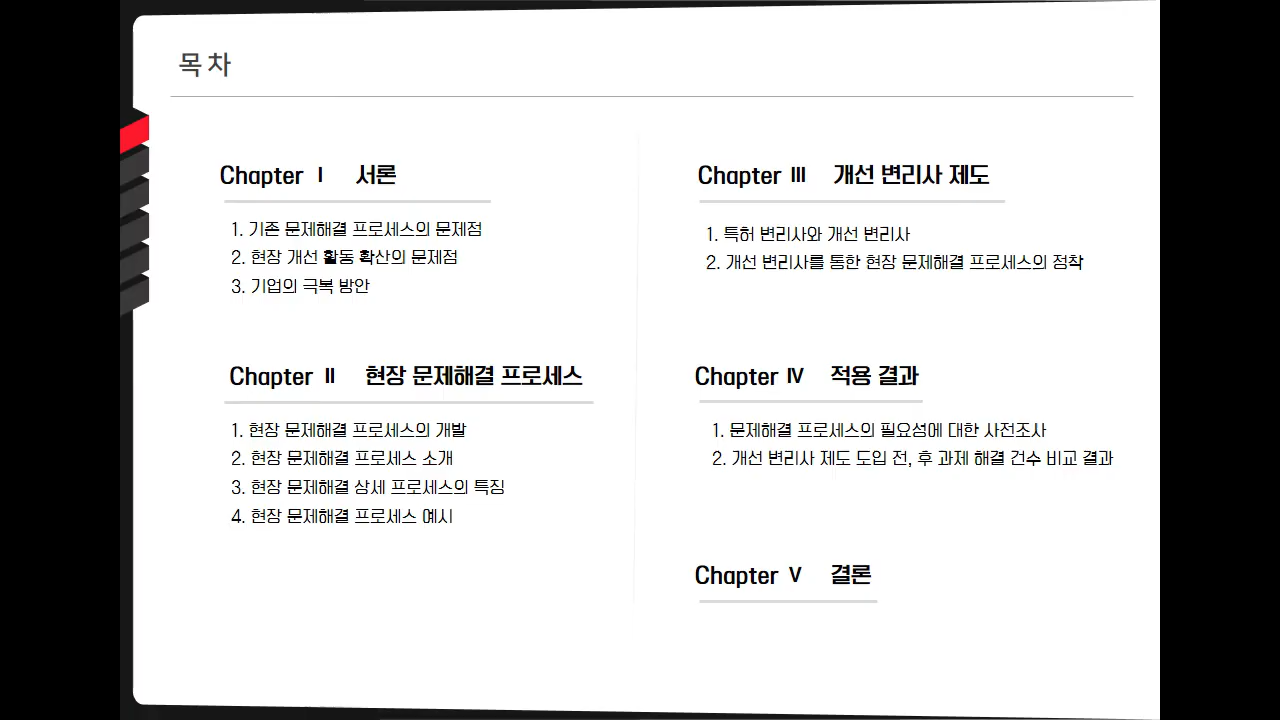 목차
Chapter Ⅰ 서론
1. 기존 문제해결 프로세스의 문제점
2. 현장 개선 활동 확산의 문제점
3. 기업의 극복 방안
Chapter Ⅱ 현장 문제해결 프로세스
1. 현장 문제해결 프로세스의 개발
2. 현장 문제해결 프로세스 소개
3. 현장 문제해결 상세 프로세스의 특징
4. 현장 문제해결 프로세스 예시
Chapter Ⅲ 개선 변리사 제도
1. 특허 변리사와 개선 변리사
2. 개선 변리사를 통한 현장 문제해결 프로세스의 정착
Chapter Ⅳ 적용 결과
1. 문제해결 프로세스의 필요성에 대한 사전조사
2. 개선 변리사 제도 도입 전, 후 과제 해결 건수 비교 결과
Chapter Ⅴ 결론